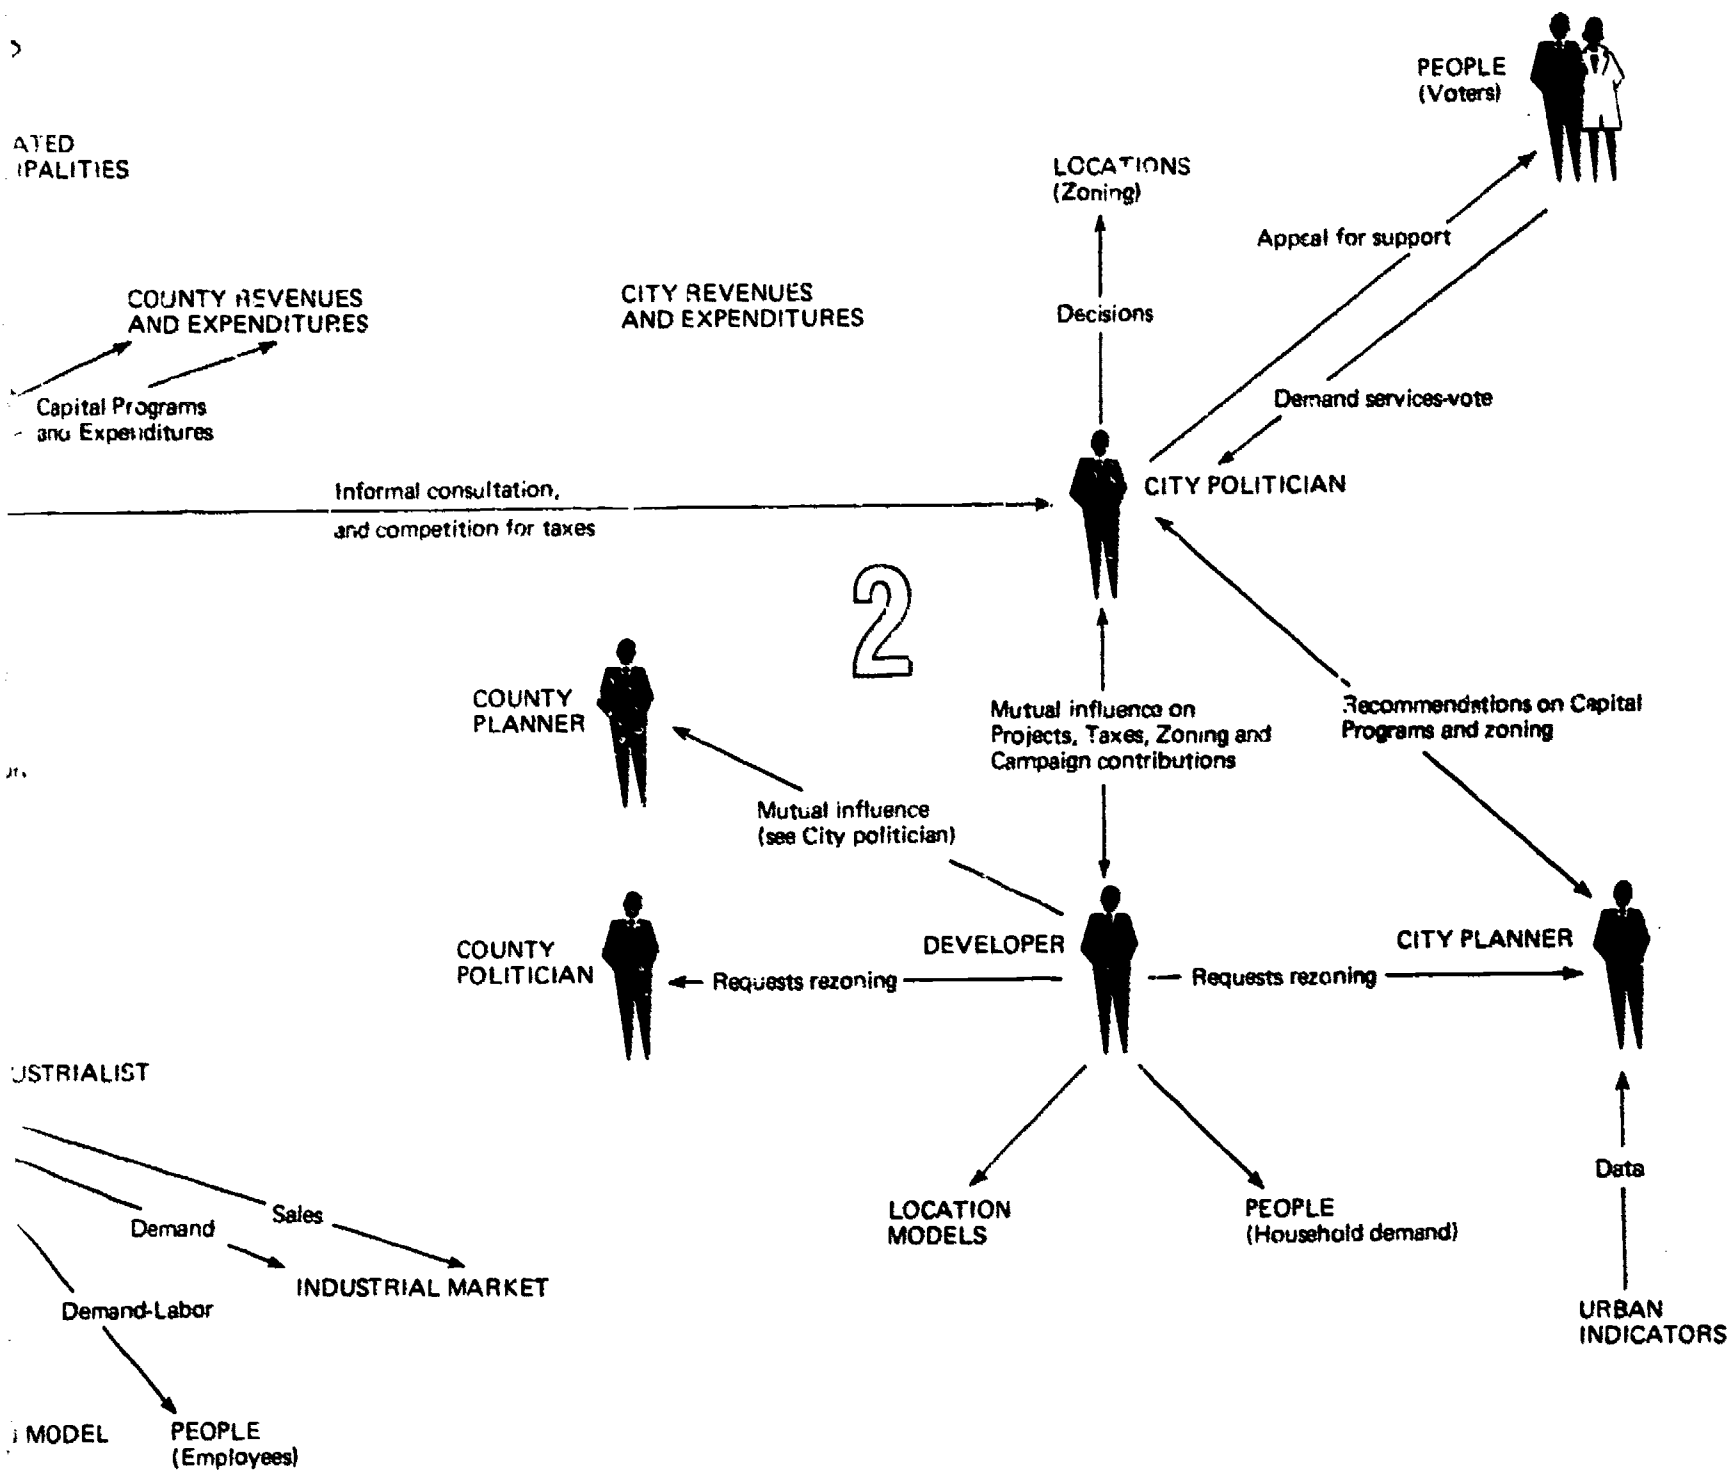 PEOPLE
(Voters)
ATED
IPALITIES
LOCATIONS
(Zoning)
Appeal for support
COUNTY REVENUES
AND EXPENDITURES
CITY REVENUES
AND EXPENDITURES
Decisions
Capital Programs
and Expenditures
Demand services-vote
Informal consultation,
and competition for taxes
CITY POLITICIAN
2
COUNTY
PLANNER
Mutual influence on
Projects, Taxes, Zoning and
Campaign contributions
Recommendations on Capital
Programs and zoning
Mutual influence
(see City politician)
COUNTY
POLITICIAN
Requests rezoning
DEVELOPER
Requests rezoning
CITY PLANNER
USTRIALIST
Data
Sales
Demand
LOCATION
MODELS
PEOPLE
(Household demand)
INDUSTRIAL MARKET
Demand-Labor
URBAN
INDICATORS
MODEL
PEOPLE
(Employees)